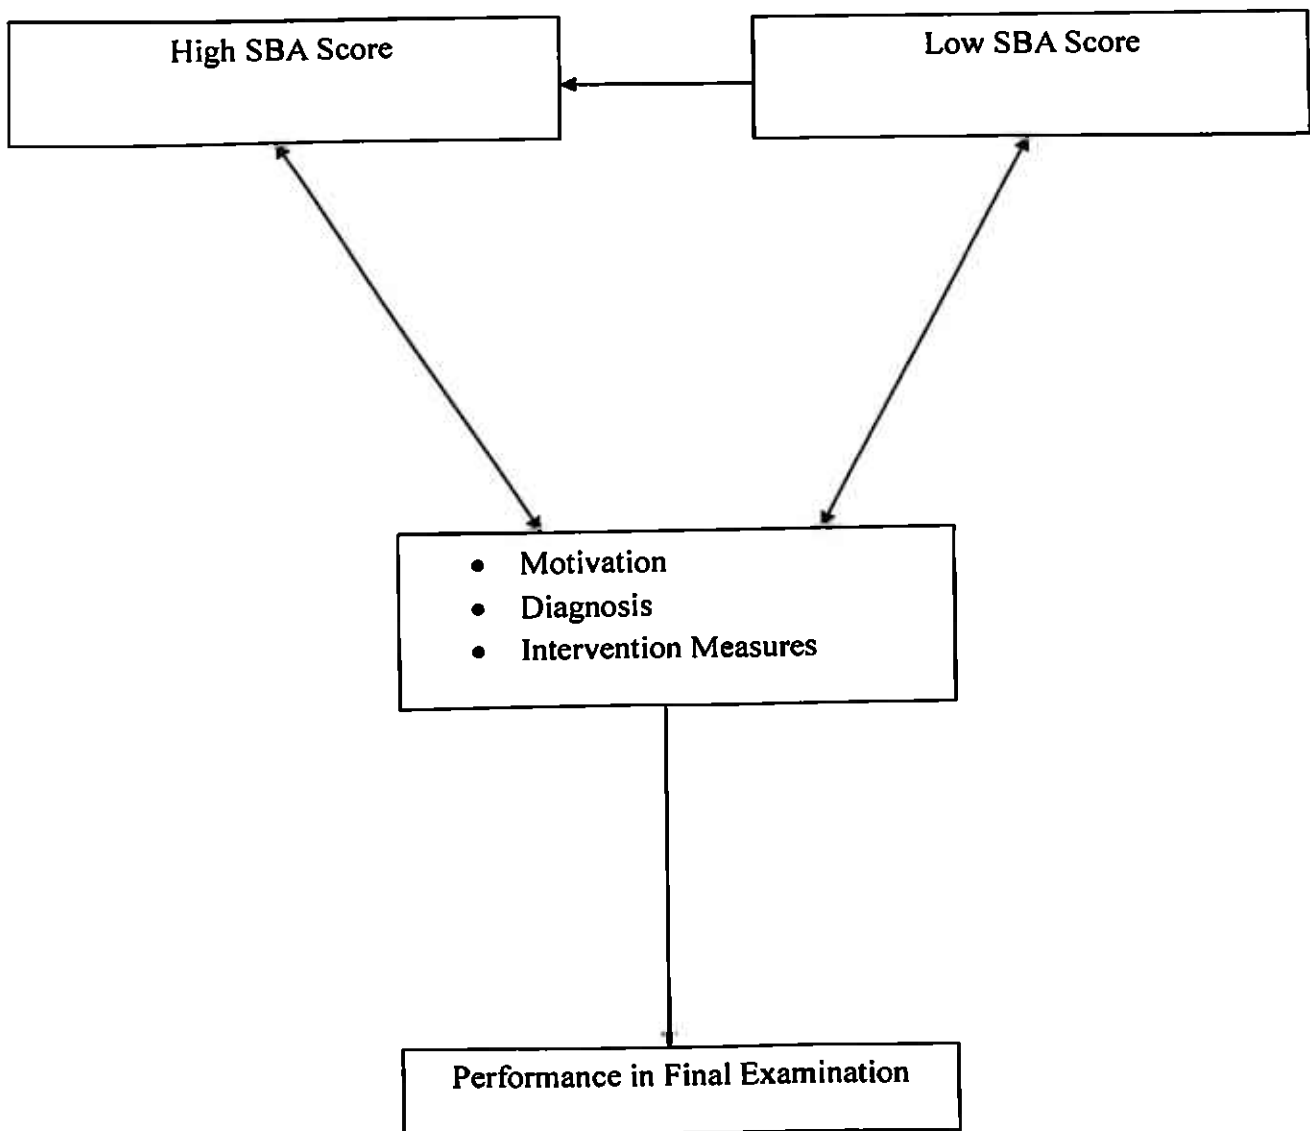 High SBA Score
Low SBA Score
• Motivation
• Diagnosis
• Intervention Measures
Performance in Final Examination